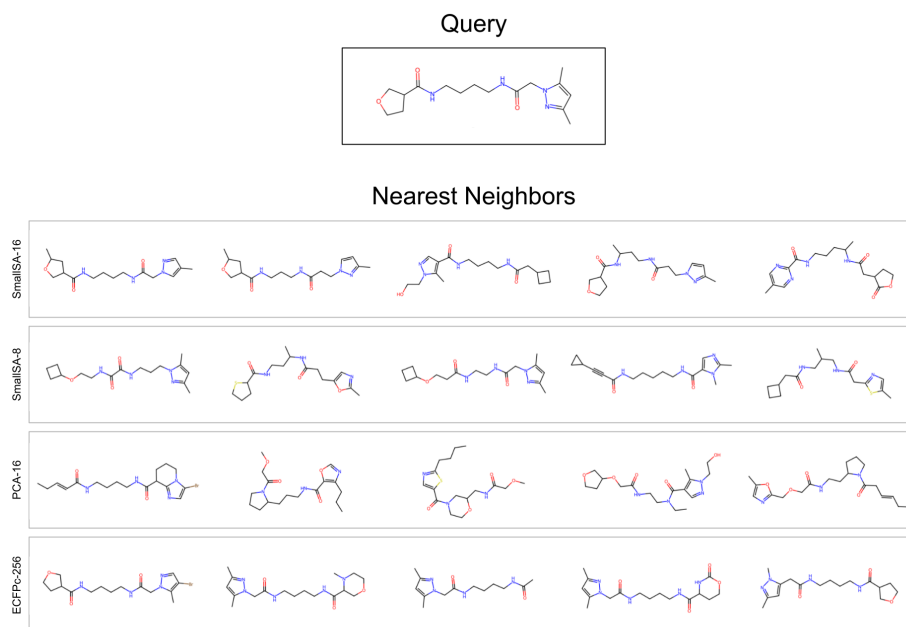 Query
Nearest Neighbors
SmallSA-16
SmallSA-8
PCA-16
ECFPc-256